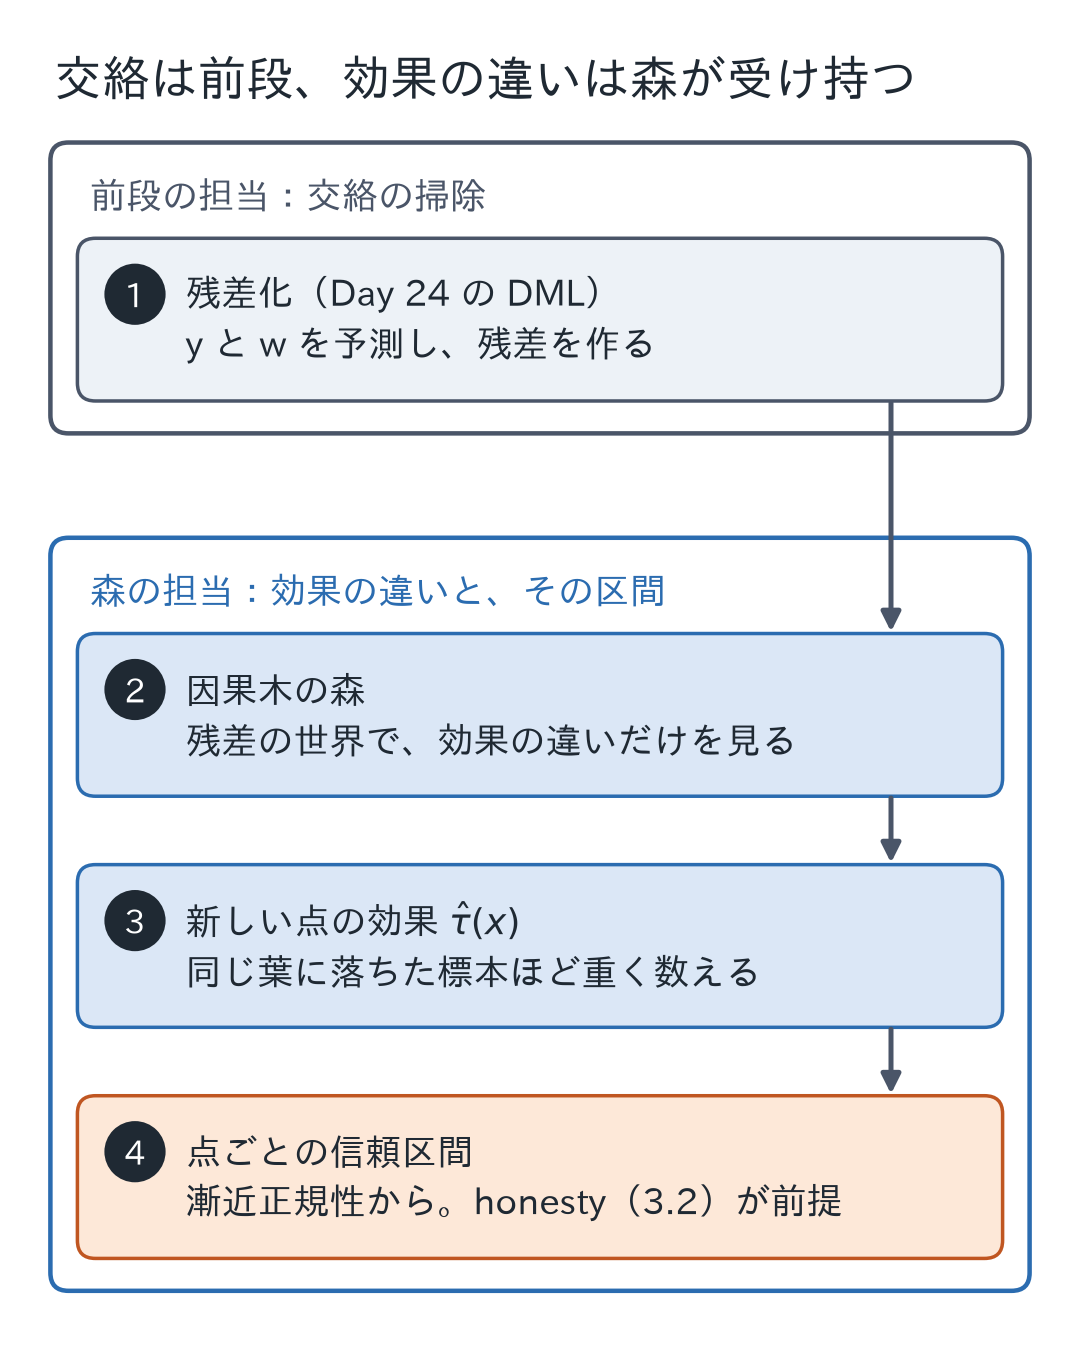 交絡は前段、効果の違いは森が受け持つ
前段の担当：交絡の掃除
1
残差化（Day 24 の DML）
y と w を予測し、残差を作る
森の担当：効果の違いと、その区間
2
因果木の森
残差の世界で、効果の違いだけを見る
3
新しい点の効果 τ̂(x)
同じ葉に落ちた標本ほど重く数える
4
点ごとの信頼区間
漸近正規性から。honesty（3.2）が前提